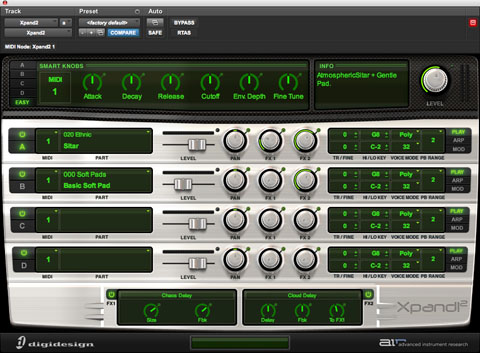 Track Preset Auto
Xpand2 <factory default> BYPASS
Xpand2 - + COMPARE SAFE RTAS
MIDI Node: Xpand2 1
A SMART KNOBS INFO
B MIDI AtmosphericSitar + Gentle
C 1 Pad.
D
EASY Attack Decay Release Cutoff Env Depth Fine Tune LEVEL
020 Ethnic 0 G8 Poly PLAY
1 2 ARP
A Sitar 0 C-2 32 MOD
MIDI PART LEVEL PAN FX 1 FX 2 TR / FINE HI / LO KEY VOICE MODE PB RANGE
000 Soft Pads 0 G8 Poly PLAY
1 2 ARP
B Basic Soft Pad 0 C-2 32 MOD
MIDI PART LEVEL PAN FX 1 FX 2 TR / FINE HI / LO KEY VOICE MODE PB RANGE
0 G8 Poly PLAY
1 2 ARP
C 0 C-2 32 MOD
MIDI PART LEVEL PAN FX 1 FX 2 TR / FINE HI / LO KEY VOICE MODE PB RANGE
0 G8 Poly PLAY
1 2 ARP
D 0 C-2 32 MOD
MIDI PART LEVEL PAN FX 1 FX 2 TR / FINE HI / LO KEY VOICE MODE PB RANGE
Chaos Delay Cloud Delay
FX1 FX2 Xpand!2
Size Fbk Delay Fbk To FX1
digidesign air advanced instrument research